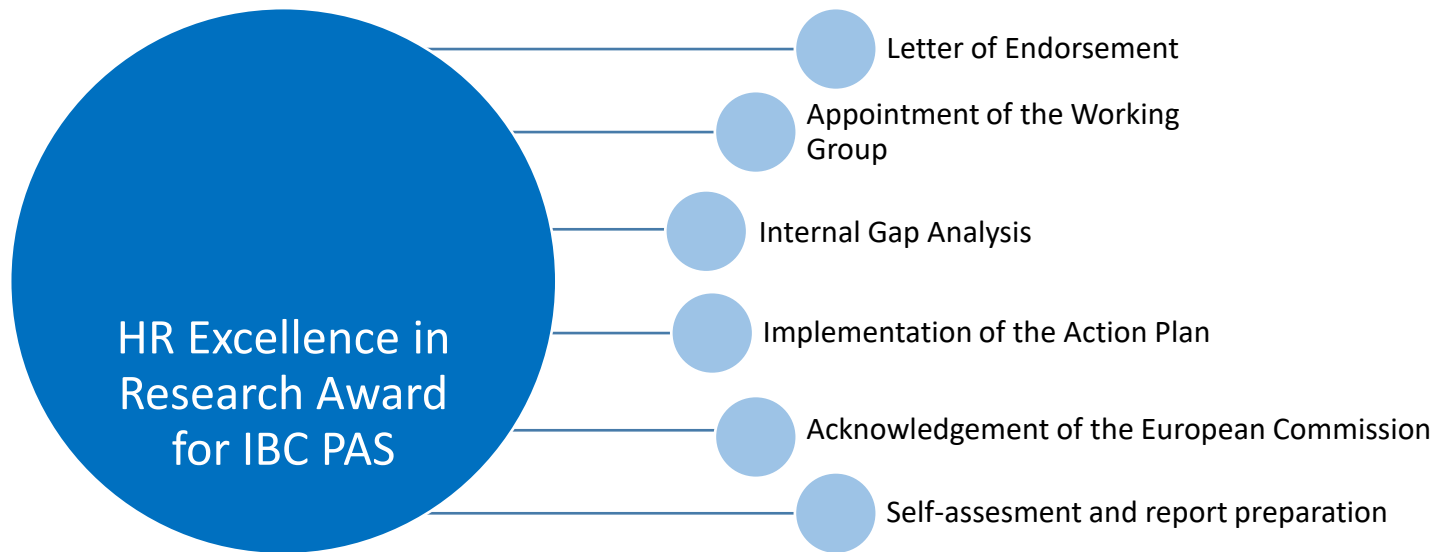 HR Excellence in
Research Award
for IBC PAS
Letter of Endorsement
Appointment of the Working
Group
Internal Gap Analysis
Implementation of the Action Plan
Acknowledgement of the European Commission
Self-assesment and report preparation